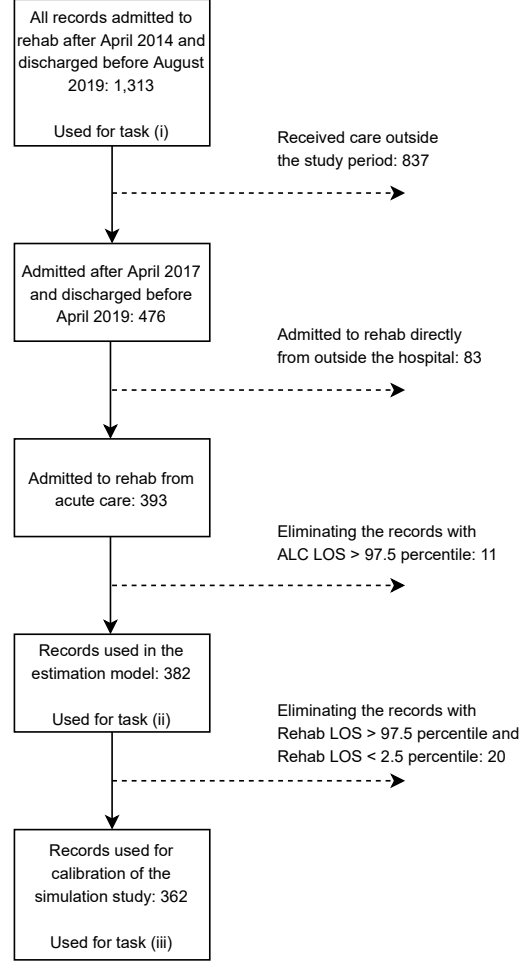 All records admitted to
rehab after April 2014 and
discharged before August
2019: 1,313
Used for task (i)
Received care outside
the study period: 837
Admitted after April 2017
and discharged before
April 2019: 476
Admitted to rehab directly
from outside the hospital: 83
Admitted to rehab from
acute care: 393
Eliminating the records with
ALC LOS > 97.5 percentile: 11
Records used in the
estimation model: 382
Used for task (ii)
Eliminating the records with
Rehab LOS > 97.5 percentile and
Rehab LOS < 2.5 percentile: 20
Records used for
calibration of the
simulation study: 362
Used for task (iii)